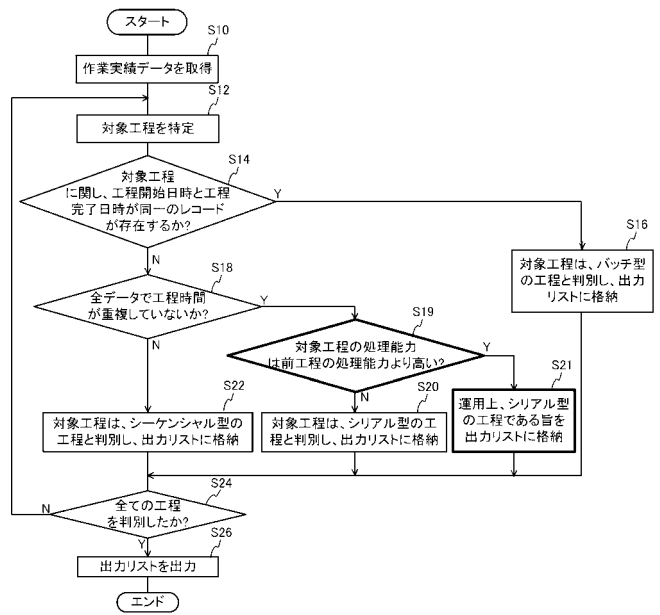 スタート
S10
作業実績データを取得
S12
対象工程を特定
S14
対象工程
に関し、工程開始日時と工程
完了日時が同一のレコード
が存在するか?
Y
N
S16
対象工程は、バッチ型
の工程と判別し、出力
リストに格納
S18
全データで工程時間
が重複していないか?
Y
N
S19
対象工程の処理能力
は前工程の処理能力より高い?
Y
N
S22
対象工程は、シーケンシャル型の
工程と判別し、出力リストに格納
S20
対象工程は、シリアル型の工
程と判別し、出力リストに格納
S21
運用上、シリアル型
の工程である旨を
出力リストに格納
S24
全ての工程
を判別したか?
N
Y
S26
出力リストを出力
エンド